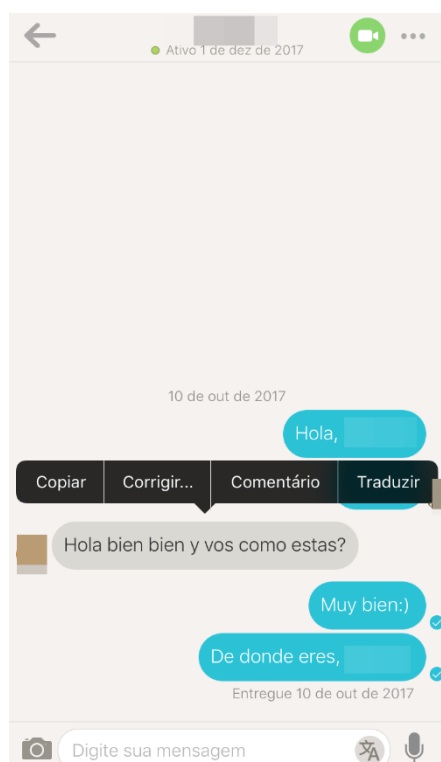 Ativo 1 de dez de 2017
10 de out de 2017
Hola,
Copiar Corrigir... Comentário Traduzir
Hola bien bien y vos como estas?
Muy bien:)
De donde eres,
Entregue 10 de out de 2017
Digite sua mensagem